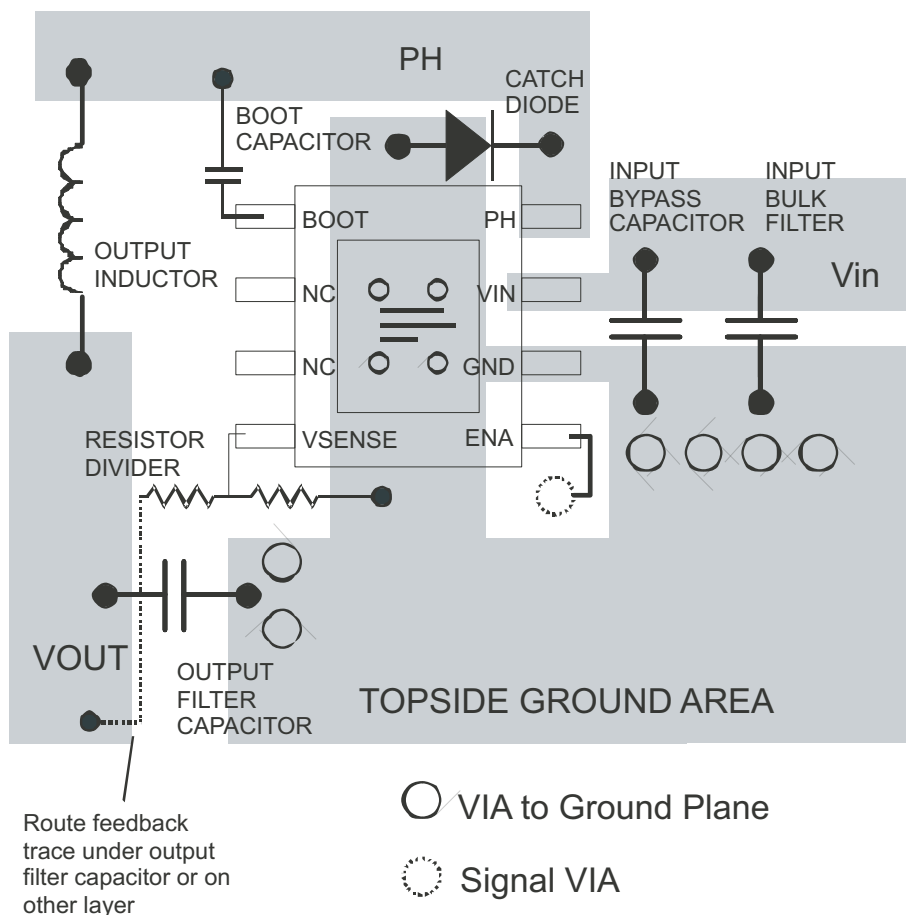 PH
CATCH
DIODE
BOOT
CAPACITOR
INPUT
BYPASS
CAPACITOR
INPUT
BULK
FILTER
BOOT
PH
OUTPUT
INDUCTOR
NC
VIN
Vin
NC
GND
RESISTOR
DIVIDER
VSENSE
ENA
VOUT
OUTPUT
FILTER
CAPACITOR
TOPSIDE GROUND AREA
Route feedback
trace under output
filter capacitor or on
other layer
VIA to Ground Plane
Signal VIA